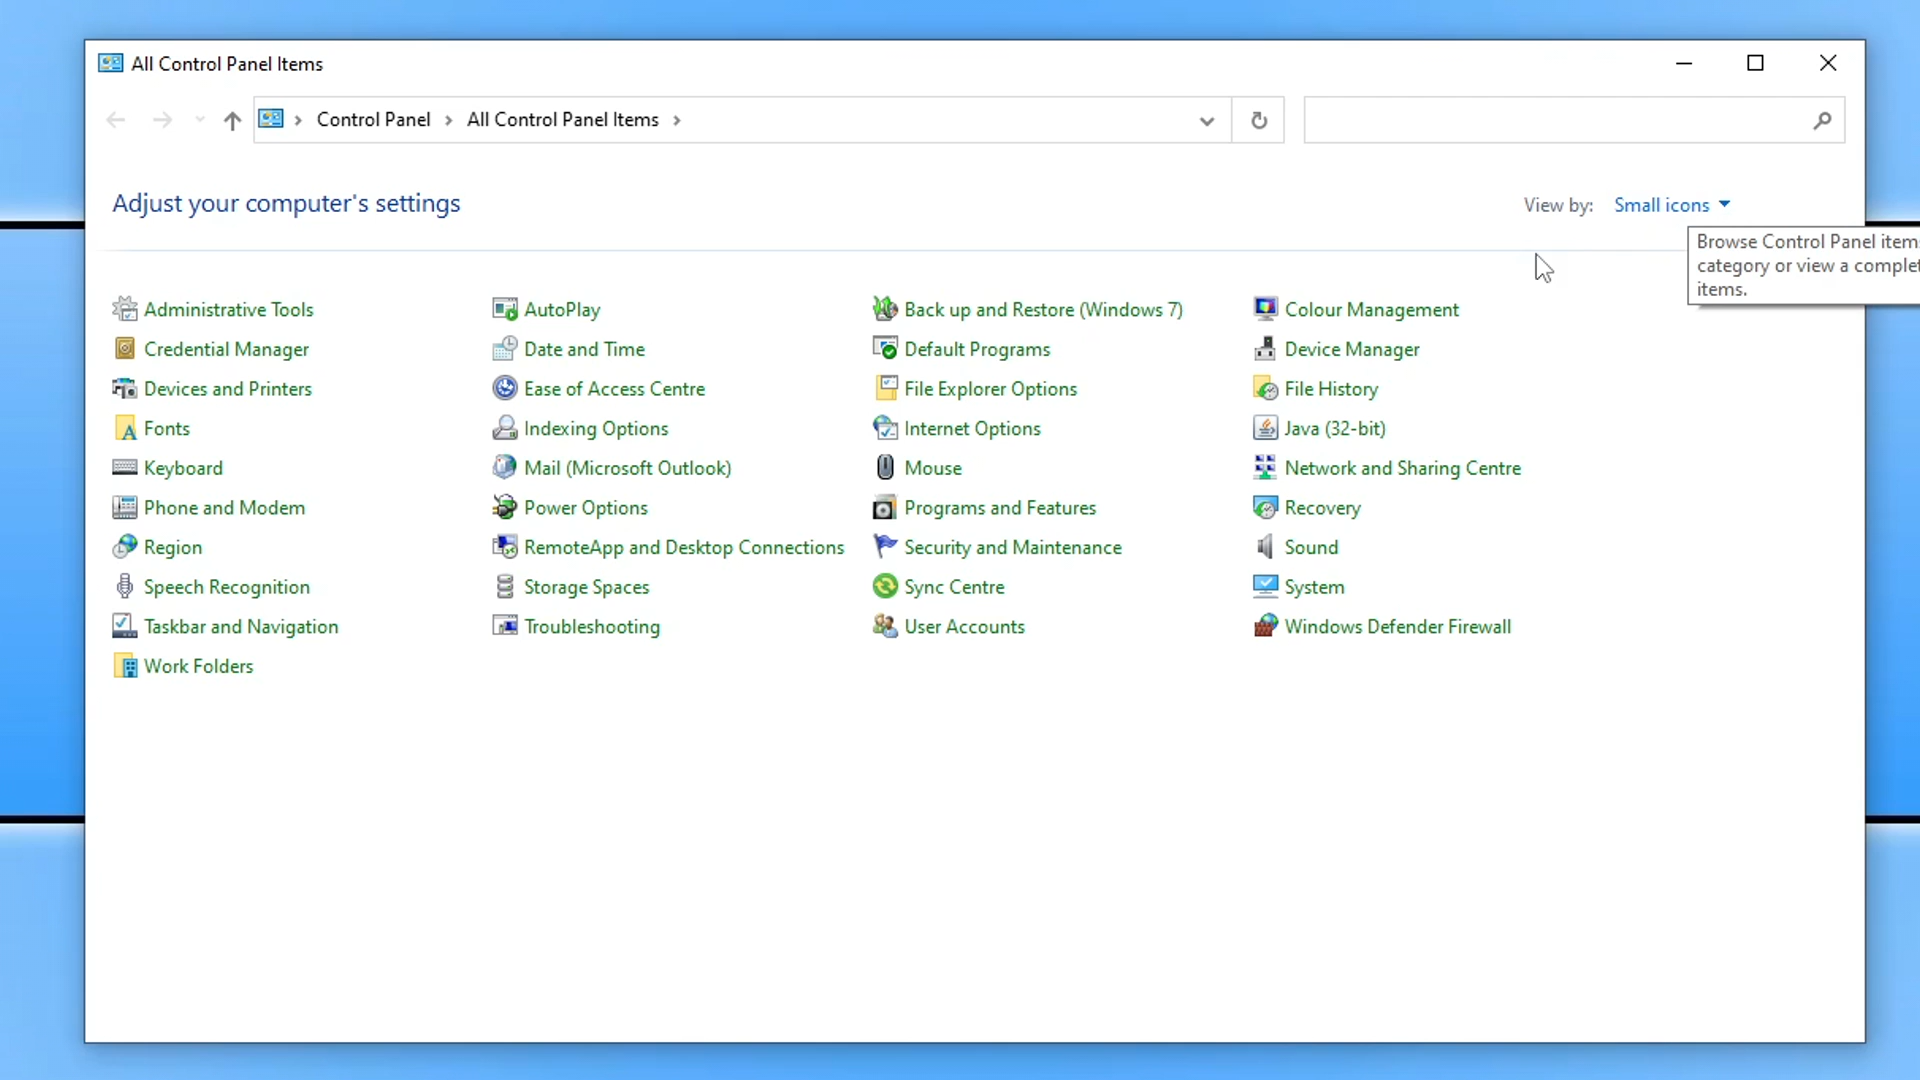 All Control Panel Items
Control Panel > All Control Panel Items >
Adjust your computer's settings
View by: Small icons
Browse Control Panel
category or view a
items.
Administrative Tools
AutoPlay
Back up and Restore (Windows 7)
Colour Management
Credential Manager
Date and Time
Default Programs
Device Manager
Devices and Printers
Ease of Access Centre
File Explorer Options
File History
Fonts
Indexing Options
Internet Options
Java (32-bit)
Keyboard
Mail (Microsoft Outlook)
Mouse
Network and Sharing Centre
Phone and Modem
Power Options
Programs and Features
Recovery
Region
RemoteApp and Desktop Connections
Security and Maintenance
Sound
Speech Recognition
Storage Spaces
Sync Centre
System
Taskbar and Navigation
Troubleshooting
User Accounts
Windows Defender Firewall
Work Folders